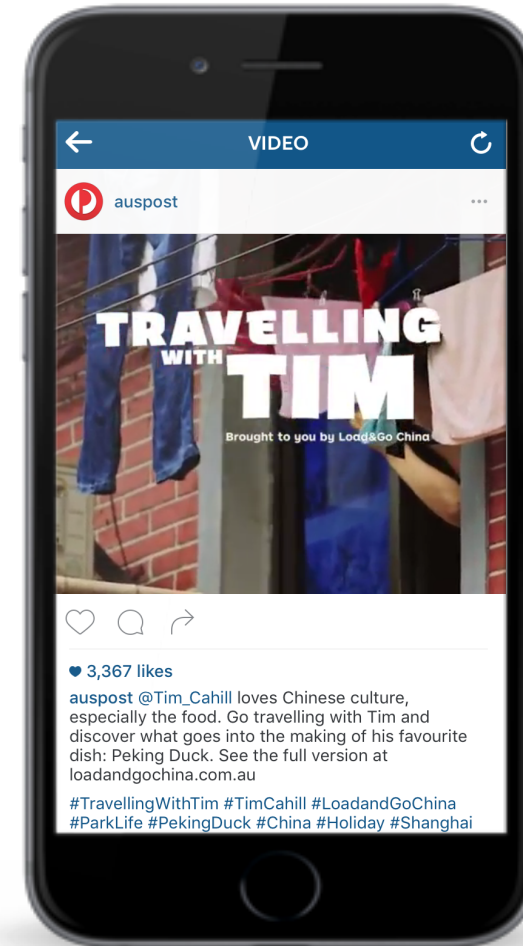 VIDEO
auspost
TRAVELLING
WITH
TIM
Brought to you by Load&Go China
3,367 likes
auspost @Tim_Cahill loves Chinese culture,
especially the food. Go travelling with Tim and
discover what goes into the making of his favourite
dish: Peking Duck. See the full version at
loadandgochina.com.au
#TravellingWithTim #TimCahill #LoadandGoChina
#ParkLife #PekingDuck #China #Holiday #Shanghai